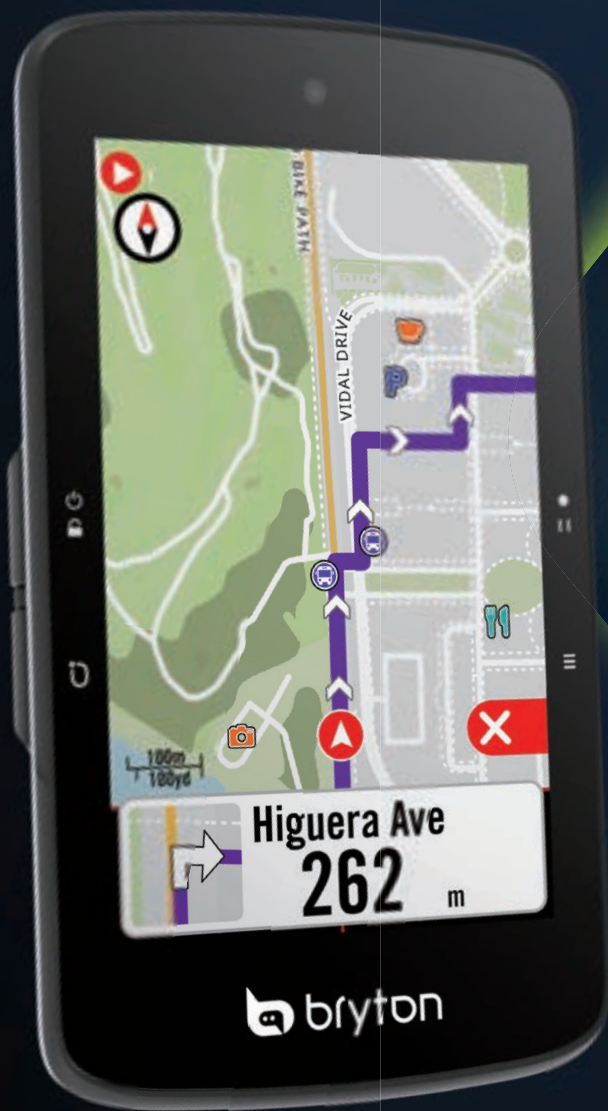 BIKE PATH
VIDAL DRIVE
100m
100yd
Higuera Ave
262 m
bryton